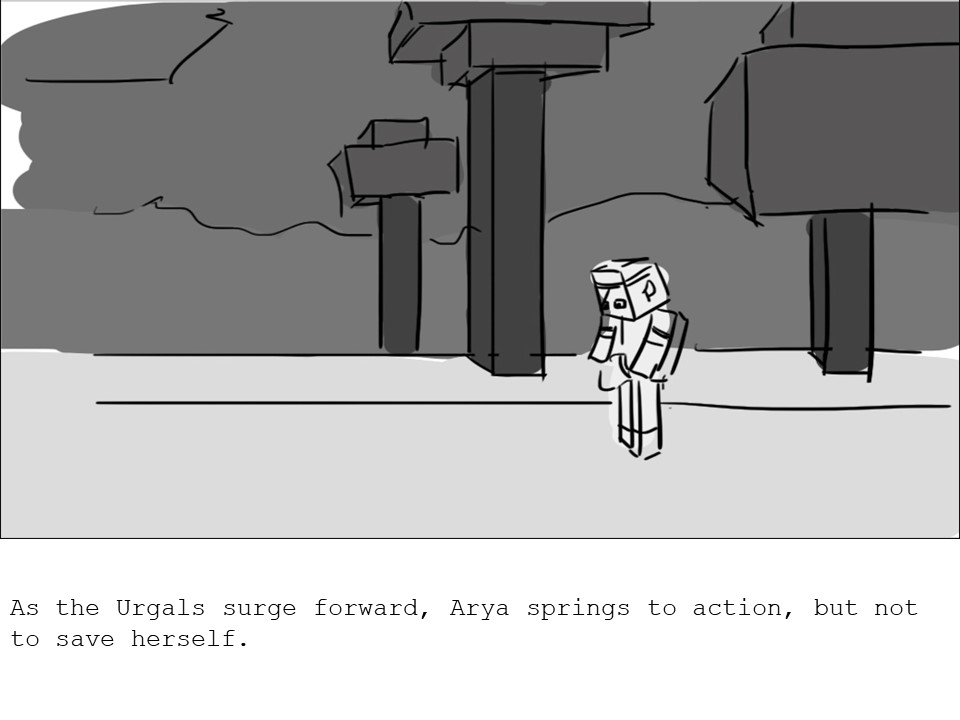 As the Urgals surge forward, Arya springs to action, but not
to save herself.